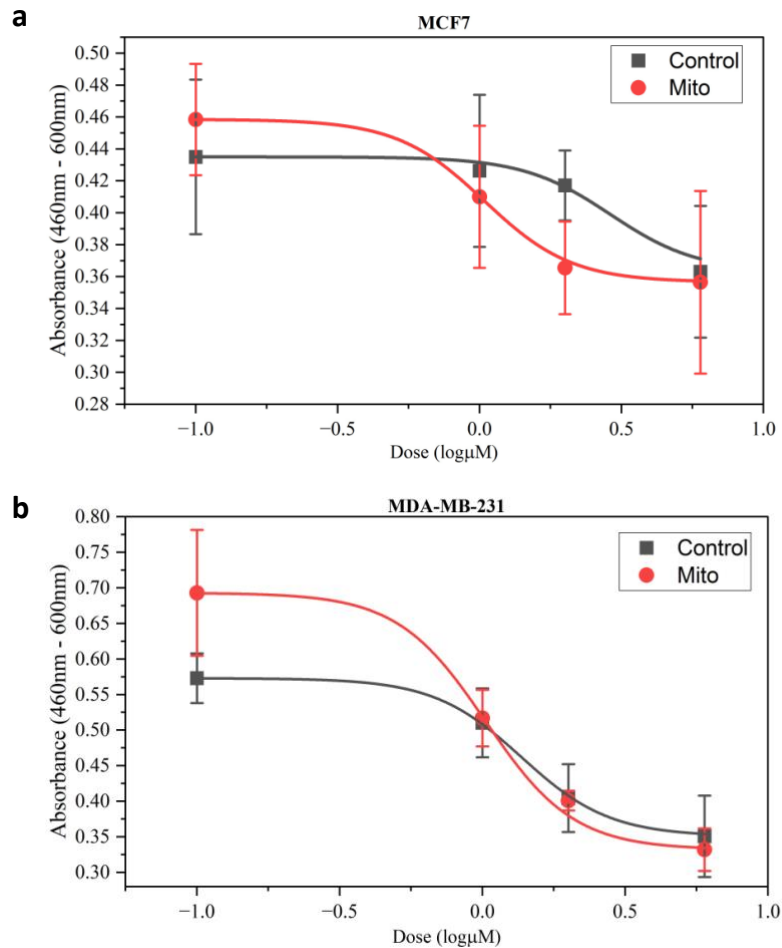 a
MCF7
Control
Mito
0.50
0.48
0.46
0.44
0.42
0.40
0.38
0.36
0.34
0.32
0.30
0.28
Absorbance (460nm - 600nm)
−1.0
−0.5
0.0
0.5
1.0
Dose (logμM)
b
MDA-MB-231
Control
Mito
0.80
0.75
0.70
0.65
0.60
0.55
0.50
0.45
0.40
0.35
0.30
Absorbance (460nm - 600nm)
−1.0
−0.5
0.0
0.5
1.0
Dose (logμM)